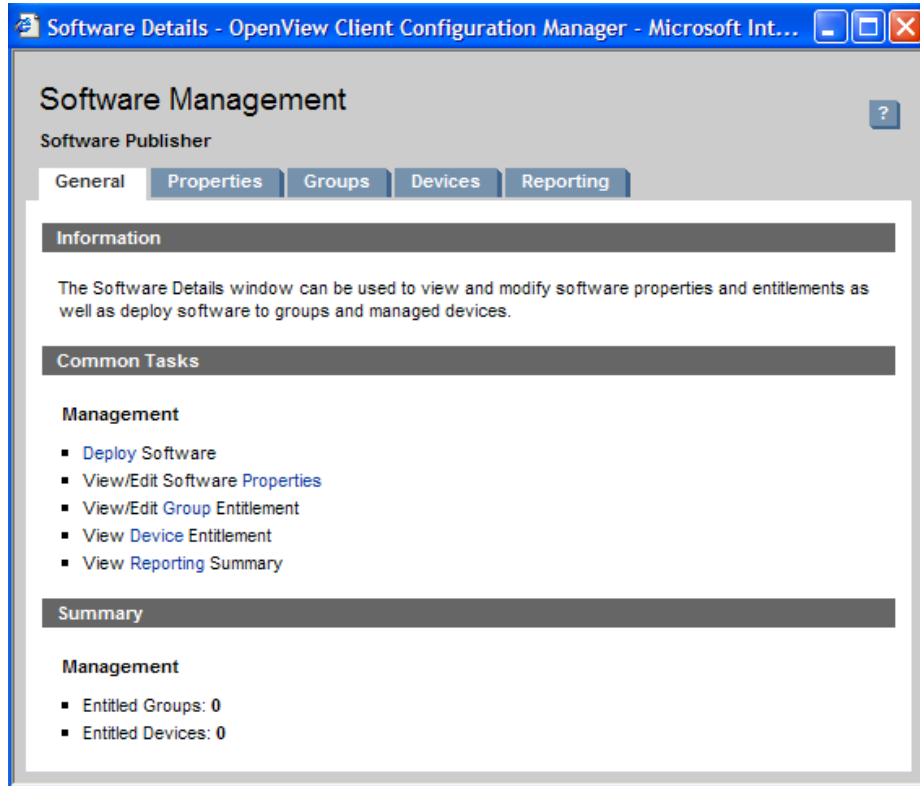 Software Details - OpenView Client Configuration Manager - Microsoft Int...
Software Management
?
Software Publisher
General Properties Groups Devices Reporting
Information
The Software Details window can be used to view and modify software properties and entitlements as
well as deploy software to groups and managed devices.
Common Tasks
Management
Deploy Software
View/Edit Software Properties
View/Edit Group Entitlement
View Device Entitlement
View Reporting Summary
Summary
Management
Entitled Groups: 0
Entitled Devices: 0